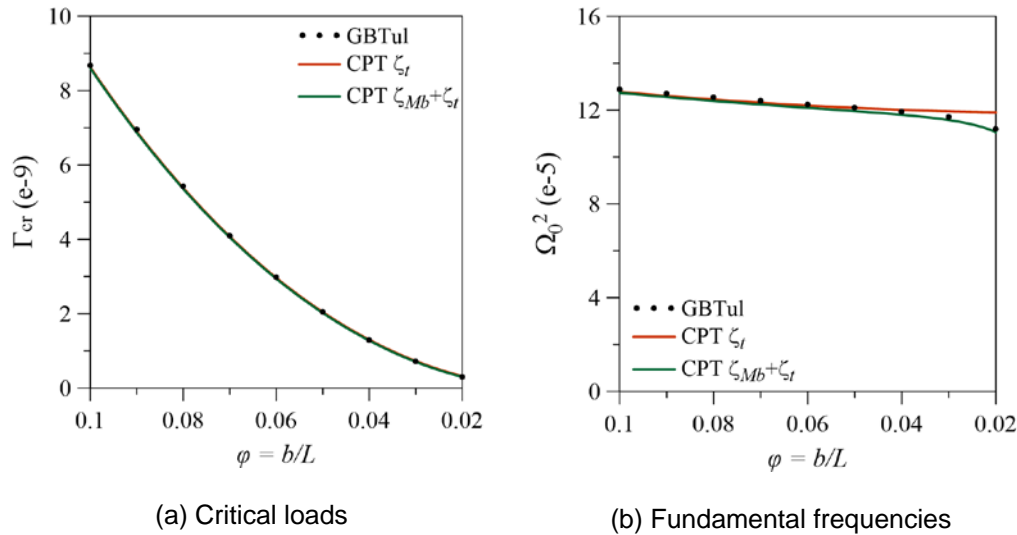 10
8
6
4
2
0
Γcr (e-9)
GBTul
CPT ζt
CPT ζMb+ζt
0.1
0.08
0.06
0.04
0.02
φ = b/L
(a) Critical loads
16
12
8
4
0
Ω0² (e-5)
GBTul
CPT ζt
CPT ζMb+ζt
0.1
0.08
0.06
0.04
0.02
φ = b/L
(b) Fundamental frequencies